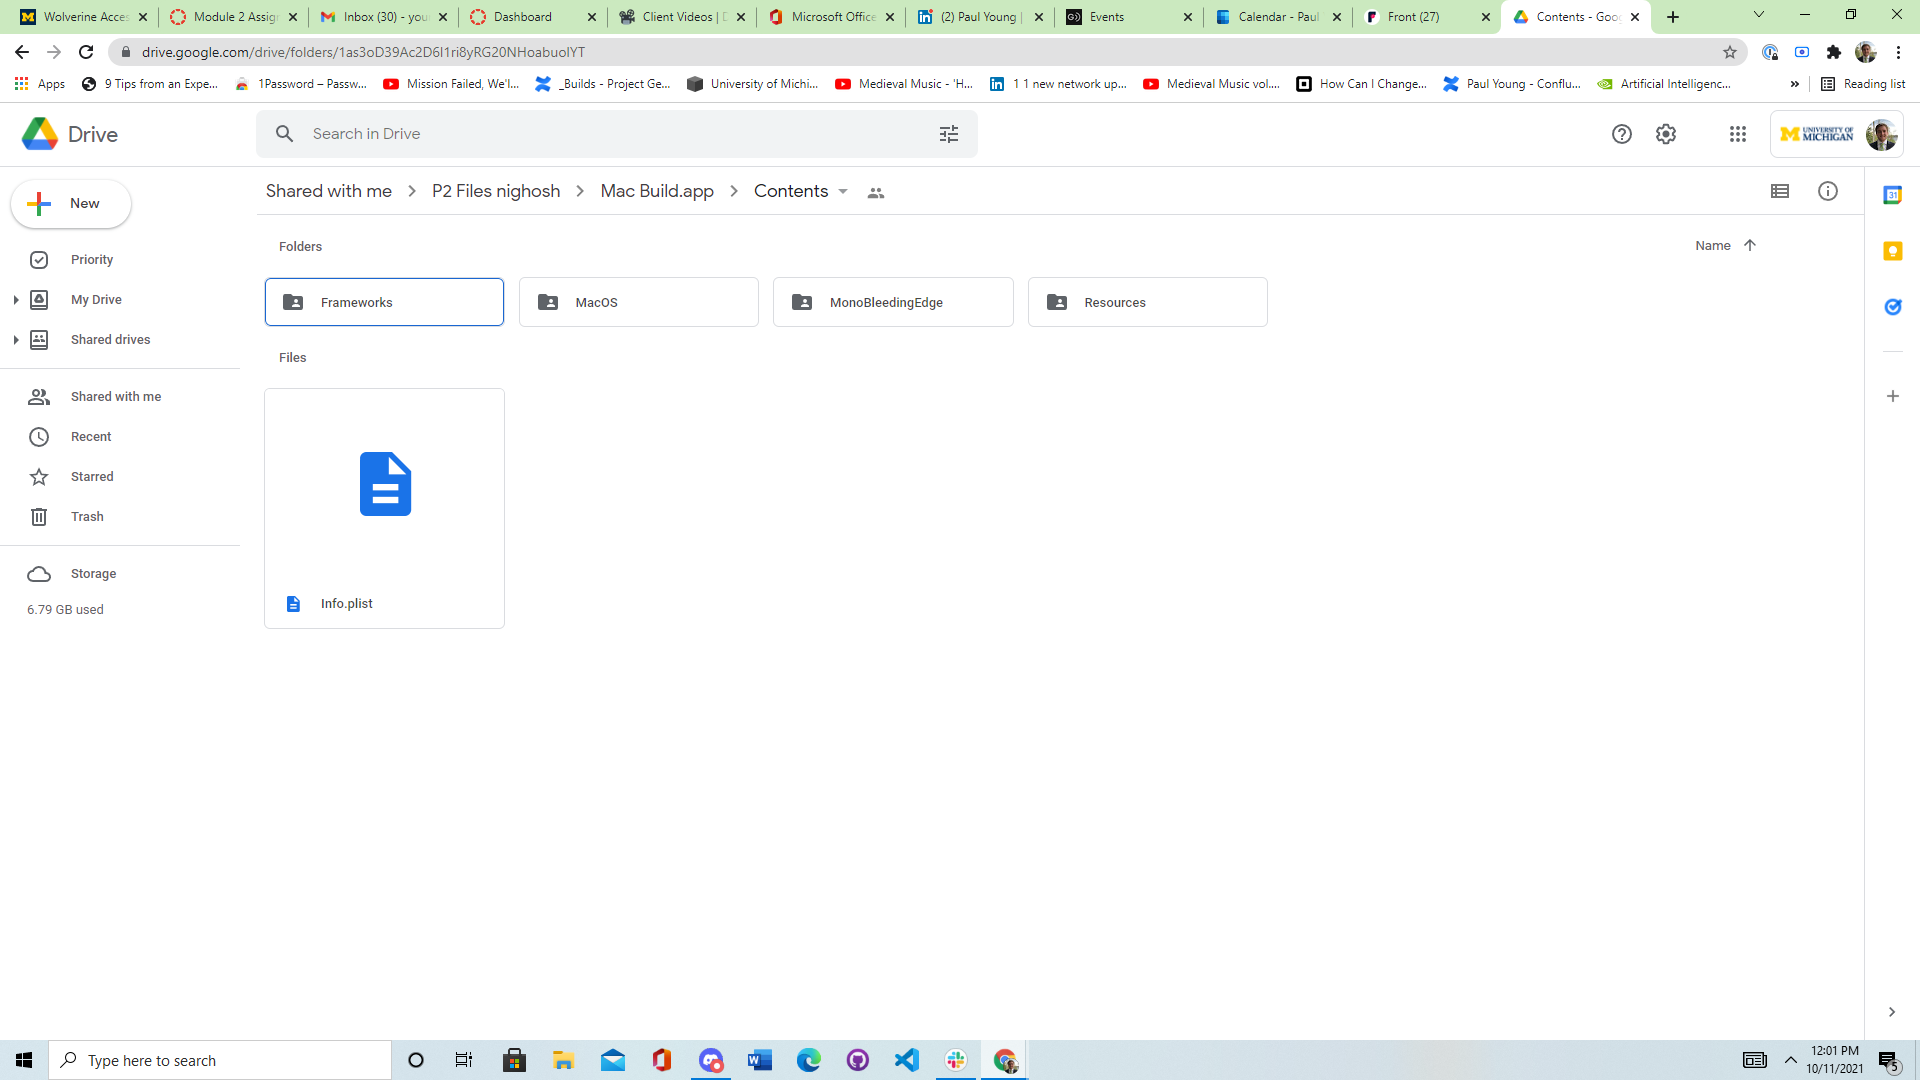 Wolverine Acces
Module 2 Assig
Inbox (30) - you
Dashboard
Client Videos | D
Microsoft Office
(2) Paul Young |
Events
Calendar - Paul
Front (27)
Contents - Goo
drive.google.com/drive/folders/1as3oD39Ac2D6I1ri8yRG20NHoabuolYT
Apps
9 Tips from an Expe...
1Password – Passw...
Mission Failed, We'l...
_Builds - Project Ge...
University of Michi...
Medieval Music - 'H...
1 1 new network up...
Medieval Music vol....
How Can I Change...
Paul Young - Conflu...
Artificial Intelligenc...
»
Reading list
Drive
Search in Drive
UNIVERSITY OF
MICHIGAN
New
Shared with me
P2 Files nighosh
Mac Build.app
Contents
Folders
Name
Priority
My Drive
Shared drives
Frameworks
MacOS
MonoBleedingEdge
Resources
Files
Shared with me
Recent
Starred
Trash
Storage
6.79 GB used
Info.plist
31
Type here to search
12:01 PM
10/11/2021
5